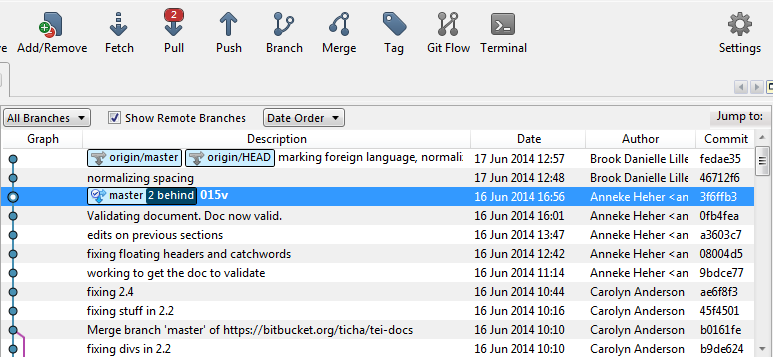 2
ve Add/Remove Fetch Pull Push Branch Merge Tag Git Flow Terminal Settings
All Branches Show Remote Branches Date Order Jump to:
Graph Description Date Author Commit
origin/master origin/HEAD marking foreign language, normali: 17 Jun 2014 12:57 Brook Danielle Lille fedae35
normalizing spacing 17 Jun 2014 12:48 Brook Danielle Lille 46712f6
master 2 behind 015v 16 Jun 2014 16:56 Anneke Heher <an 3f6ffb3
Validating document. Doc now valid. 16 Jun 2014 16:01 Anneke Heher <an 0fb4fea
edits on previous sections 16 Jun 2014 13:47 Anneke Heher <an a3603c7
fixing floating headers and catchwords 16 Jun 2014 12:42 Anneke Heher <an 08004d5
working to get the doc to validate 16 Jun 2014 11:14 Anneke Heher <an 9bdce77
fixing 2.4 16 Jun 2014 10:44 Carolyn Anderson ae6f8f3
fixing stuff in 2.2 16 Jun 2014 10:16 Carolyn Anderson 45f4501
Merge branch 'master' of https://bitbucket.org/ticha/tei-docs 16 Jun 2014 10:10 Carolyn Anderson b0161fe
fixing divs in 2.2 16 Jun 2014 10:10 Carolyn Anderson b9de624